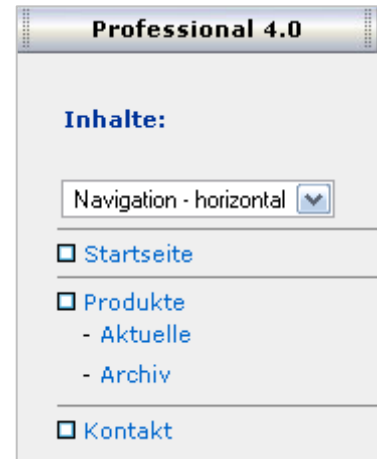 Professional 4.0
Inhalte:
Navigation - horizontal
Startseite
Produkte
- Aktuelle
- Archiv
Kontakt